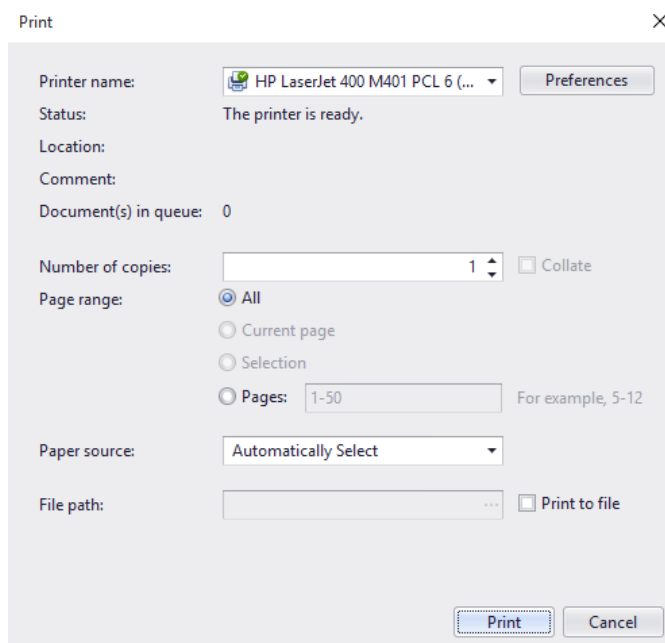 Print
Printer name: HP LaserJet 400 M401 PCL 6 (... Preferences
Status: The printer is ready.
Location:
Comment:
Document(s) in queue: 0
Number of copies: 1 Collate
Page range: All
Current page
Selection
Pages: 1-50 For example, 5-12
Paper source: Automatically Select
File path: ... Print to file
Print Cancel